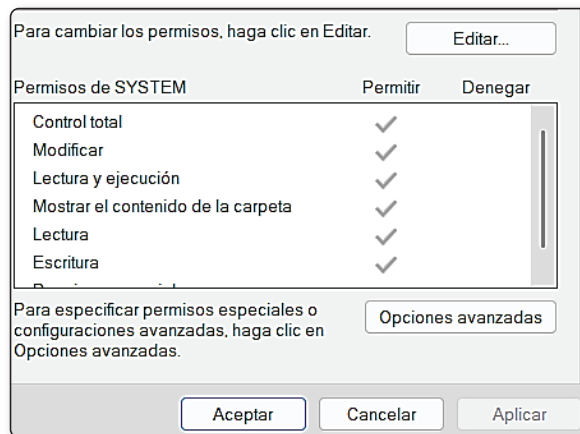 Para cambiar los permisos, haga clic en Editar.
Editar...
Permisos de SYSTEM Permitir Denegar
Control total
Modificar
Lectura y ejecución
Mostrar el contenido de la carpeta
Lectura
Escritura
Para especificar permisos especiales o
configuraciones avanzadas, haga clic en
Opciones avanzadas.
Opciones avanzadas
Aceptar Cancelar Aplicar